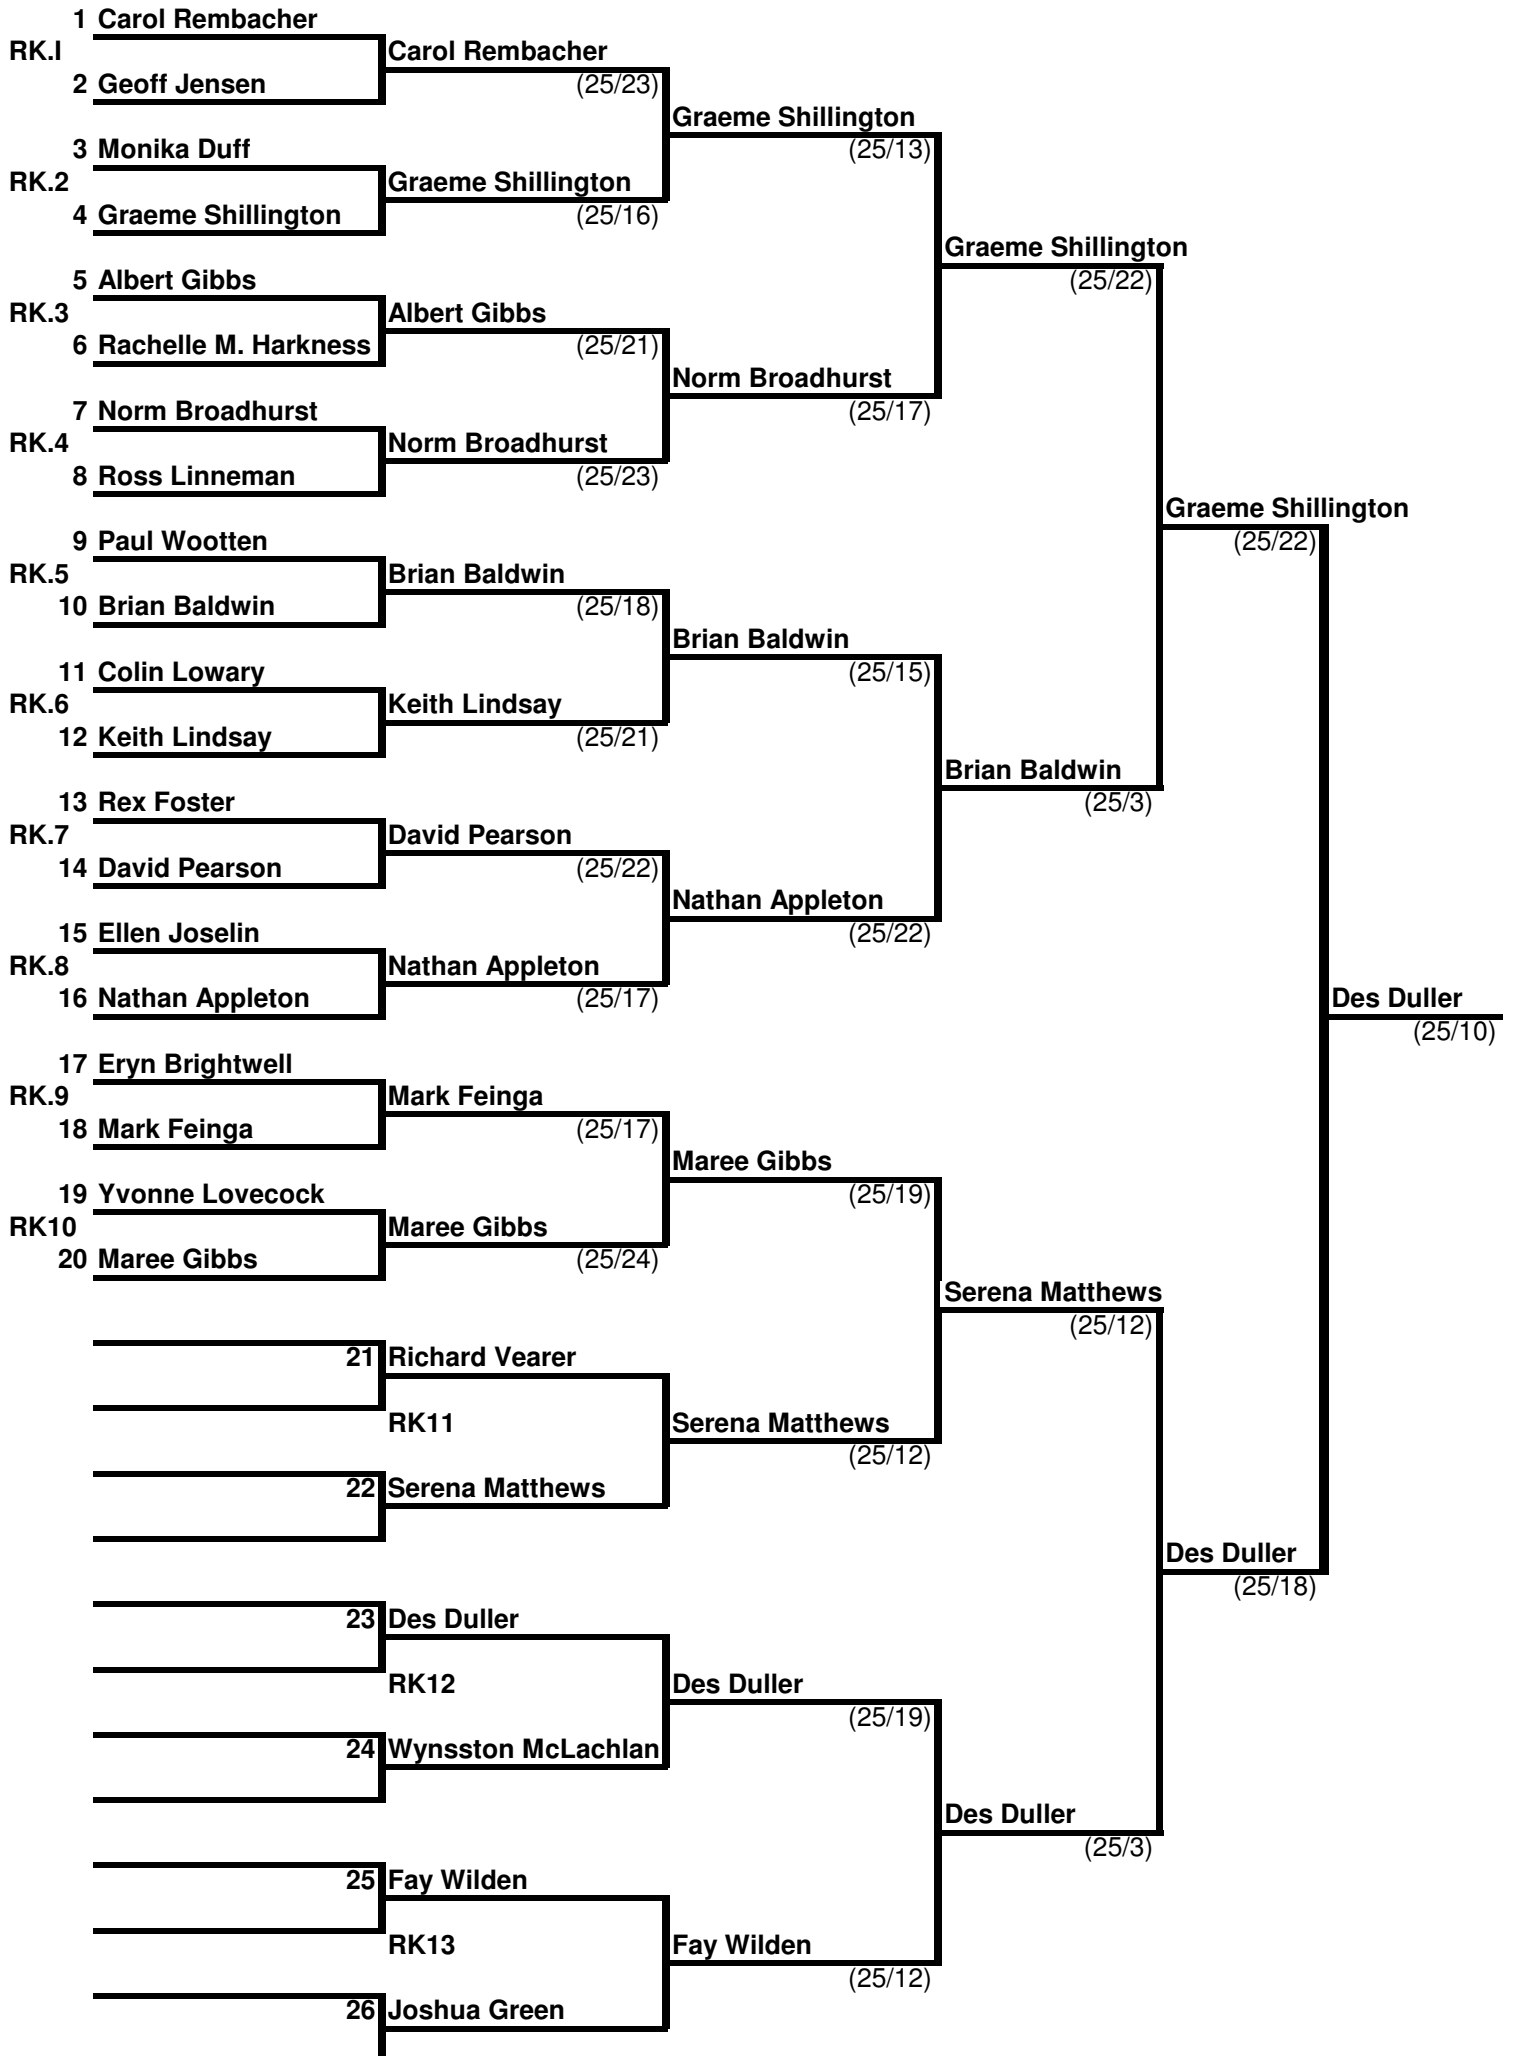 1 Carol Rembacher
RK.I
Carol Rembacher
2 Geoff Jensen
(25/23)
Graeme Shillington
3 Monika Duff
(25/13)
RK.2
Graeme Shillington
4 Graeme Shillington
(25/16)
Graeme Shillington
5 Albert Gibbs
(25/22)
RK.3
Albert Gibbs
6 Rachelle M. Harkness
(25/21)
Norm Broadhurst
7 Norm Broadhurst
(25/17)
RK.4
Norm Broadhurst
8 Ross Linneman
(25/23)
Graeme Shillington
9 Paul Wootten
(25/22)
RK.5
Brian Baldwin
10 Brian Baldwin
(25/18)
Brian Baldwin
11 Colin Lowary
(25/15)
RK.6
Keith Lindsay
12 Keith Lindsay
(25/21)
Brian Baldwin
13 Rex Foster
(25/3)
RK.7
David Pearson
14 David Pearson
(25/22)
Nathan Appleton
15 Ellen Joselin
(25/22)
RK.8
Nathan Appleton
16 Nathan Appleton
(25/17)
Des Duller
(25/10)
17 Eryn Brightwell
RK.9
Mark Feinga
18 Mark Feinga
(25/17)
Maree Gibbs
19 Yvonne Lovecock
(25/19)
RK10
Maree Gibbs
20 Maree Gibbs
(25/24)
Serena Matthews
(25/12)
21 Richard Vearer
RK11
Serena Matthews
(25/12)
22 Serena Matthews
Des Duller
(25/18)
23 Des Duller
RK12
Des Duller
(25/19)
24 Wynsston McLachlan
Des Duller
(25/3)
25 Fay Wilden
RK13
Fay Wilden
(25/12)
26 Joshua Green